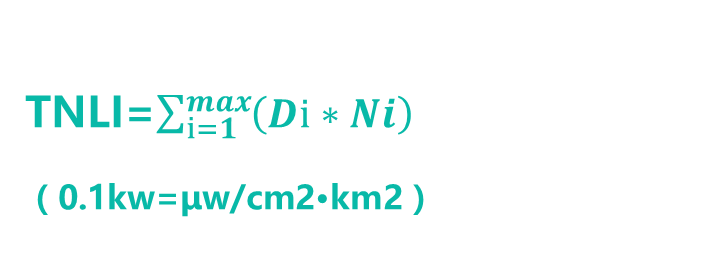 TNLI=∑_{i=1}^{max}(Di * Ni)
(0.1kw=μw/cm2•km2)